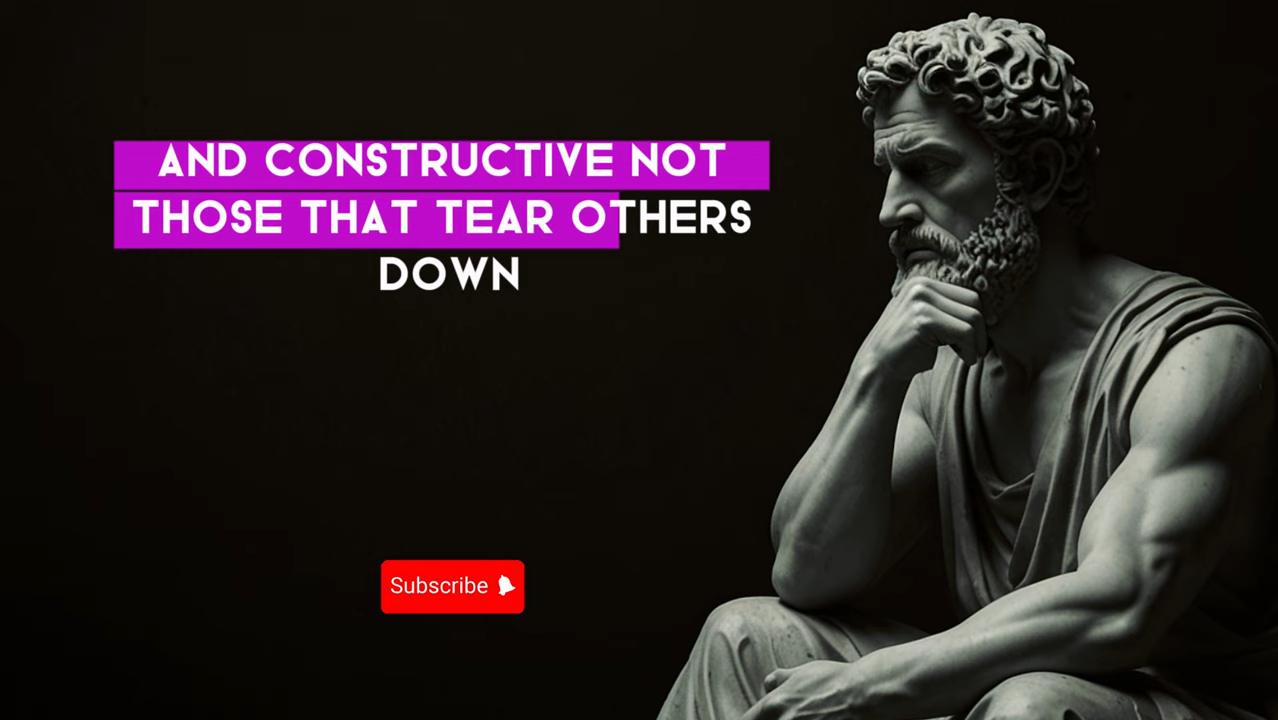 AND CONSTRUCTIVE NOT
THOSE THAT TEAR OTHERS
DOWN
Subscribe